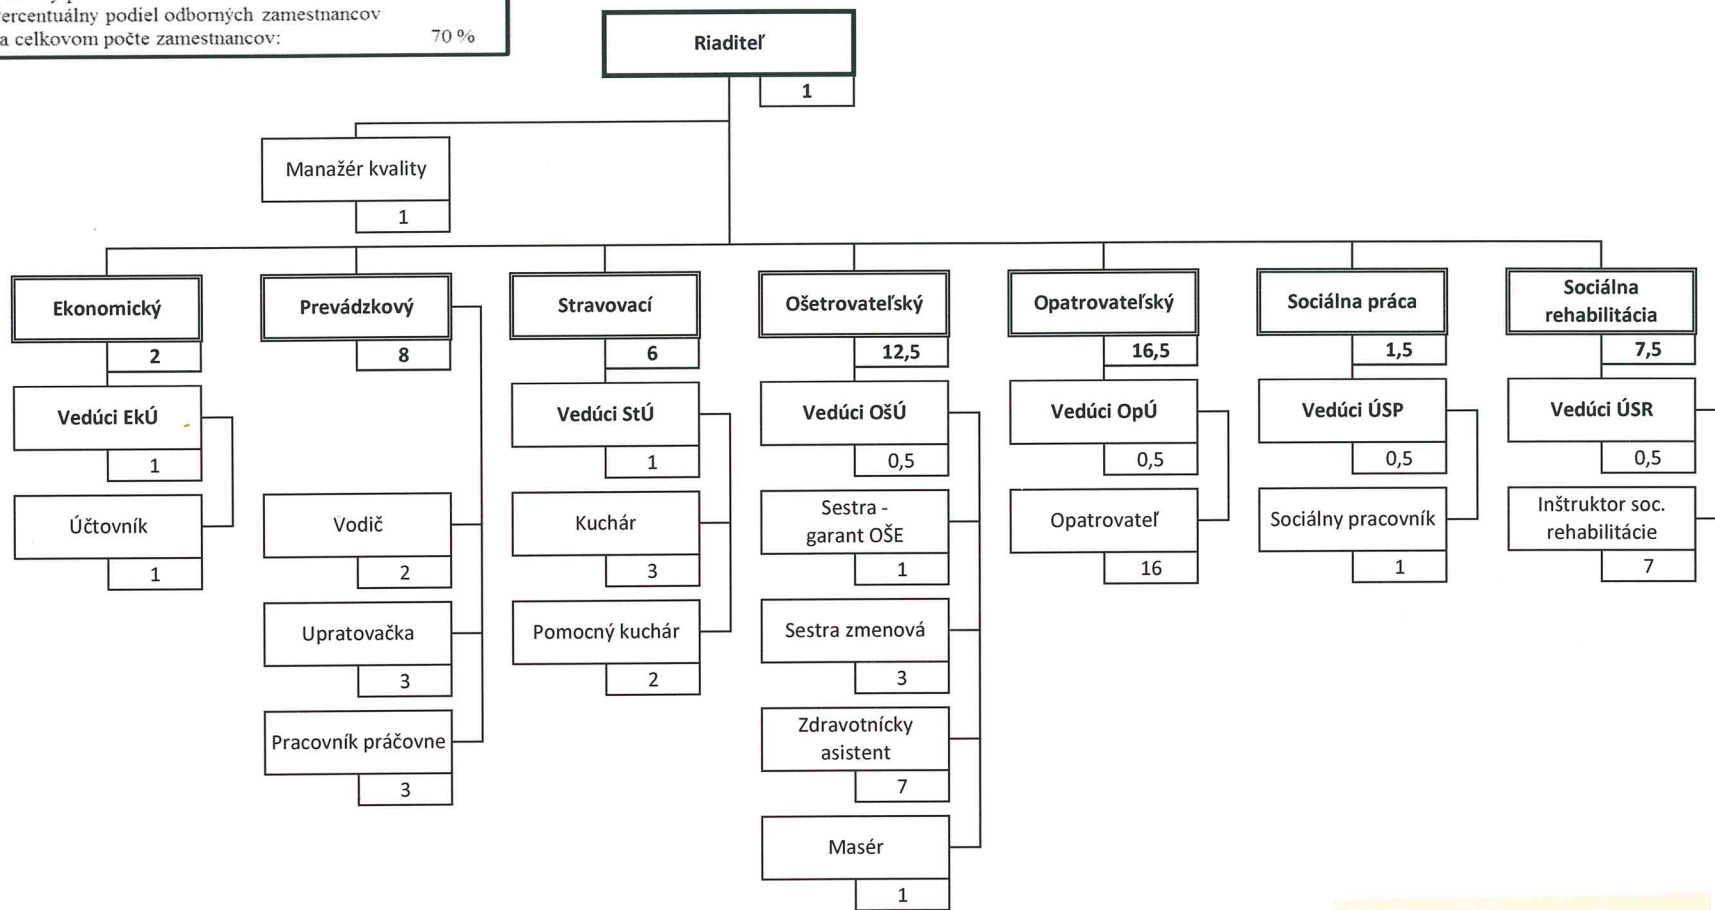 percentuálny podiel odborných zamestnancov
a celkovom počte zamestnancov: 70 %
Riaditeľ
1
Manažér kvality
1
Ekonomický
2
Vedúci EkÚ
1
Účtovník
1
Prevádzkový
8
Vodič
2
Upratovačka
3
Pracovník práčovne
3
Stravovací
6
Vedúci StÚ
1
Kuchár
3
Pomocný kuchár
2
Ošetrovateľský
12,5
Vedúci OšÚ
0,5
Sestra -
garant OŠE
1
Sestra zmenová
3
Zdravotnícky
asistent
7
Masér
1
Opatrovateľský
16,5
Vedúci OpÚ
0,5
Opatrovateľ
16
Sociálna práca
1,5
Vedúci ÚSP
0,5
Sociálny pracovník
1
Sociálna
rehabilitácia
7,5
Vedúci ÚSR
0,5
Inštruktor soc.
rehabilitácie
7